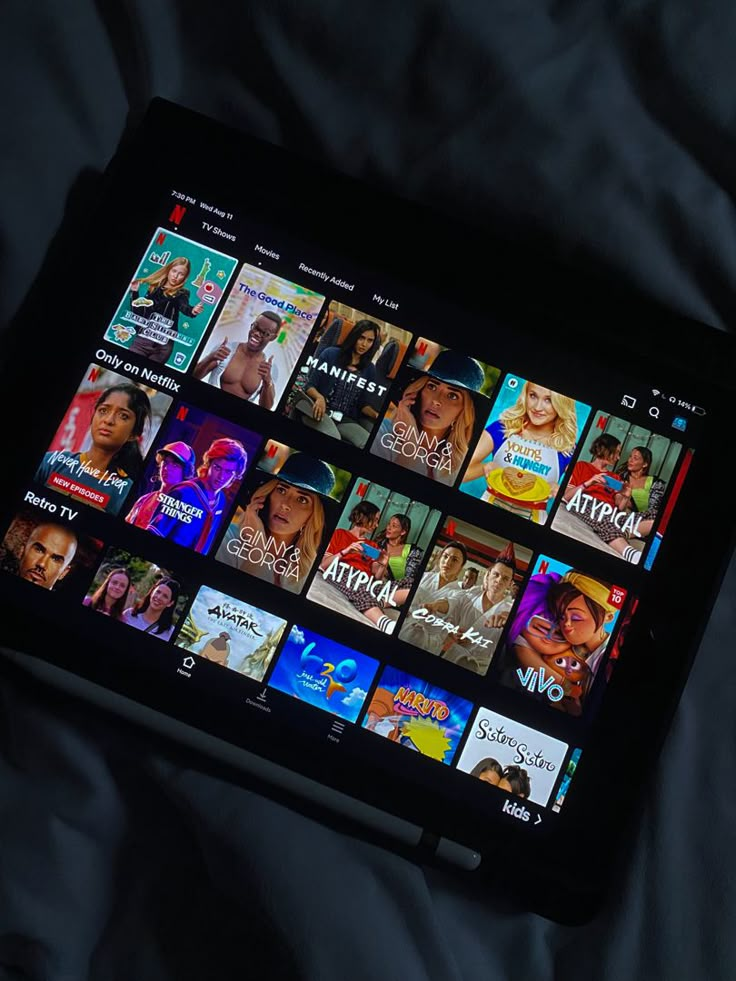 7:30 PM Wed Aug 11
14%
N
TV Shows
Movies
Recently Added
My List
The Good Place
MANIFEST
GINNY & GEORGIA
Young & HUNGRY
ATYPICAL
Only on Netflix
Never Have I Ever
NEW EPISODES
STRANGER THINGS
GINNY & GEORGIA
ATYPICAL
COBRA KAI
TOP 10
VIVO
Retro TV
AVATAR
H2O
just add water
NARUTO
Sister Sister
Home
Downloads
More
kids >